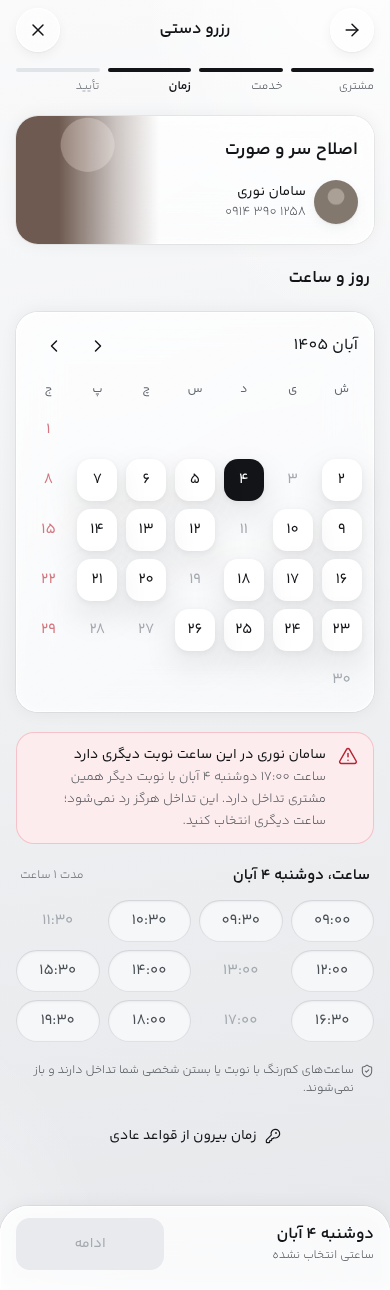 رزرو دستی
مشتری
خدمت
زمان
تأیید
اصلاح سر و صورت
سامان نوری
۰۹۱۴ ۳۹۰ ۱۲۵۸
روز و ساعت
آبان ۱۴۰۵
ش ی د س چ پ ج
۱
۲ ۳ ۴ ۵ ۶ ۷ ۸
۹ ۱۰ ۱۱ ۱۲ ۱۳ ۱۴ ۱۵
۱۶ ۱۷ ۱۸ ۱۹ ۲۰ ۲۱ ۲۲
۲۳ ۲۴ ۲۵ ۲۶ ۲۷ ۲۸ ۲۹
۳۰
سامان نوری در این ساعت نوبت دیگری دارد
ساعت ۱۷:۰۰ دوشنبه ۴ آبان با نوبت دیگر همین
مشتری تداخل دارد. این تداخل هرگز رد نمی‌شود؛
ساعت دیگری انتخاب کنید.
ساعت، دوشنبه ۴ آبان
مدت ۱ ساعت
۰۹:۰۰ ۰۹:۳۰ ۱۰:۳۰ ۱۱:۳۰
۱۲:۰۰ ۱۳:۰۰ ۱۴:۰۰ ۱۵:۳۰
۱۶:۳۰ ۱۷:۰۰ ۱۸:۰۰ ۱۹:۳۰
ساعت‌های کم‌رنگ با نوبت یا بستن شخصی شما تداخل دارند و باز
نمی‌شوند.
زمان بیرون از قواعد عادی
دوشنبه ۴ آبان
ساعتی انتخاب نشده
ادامه